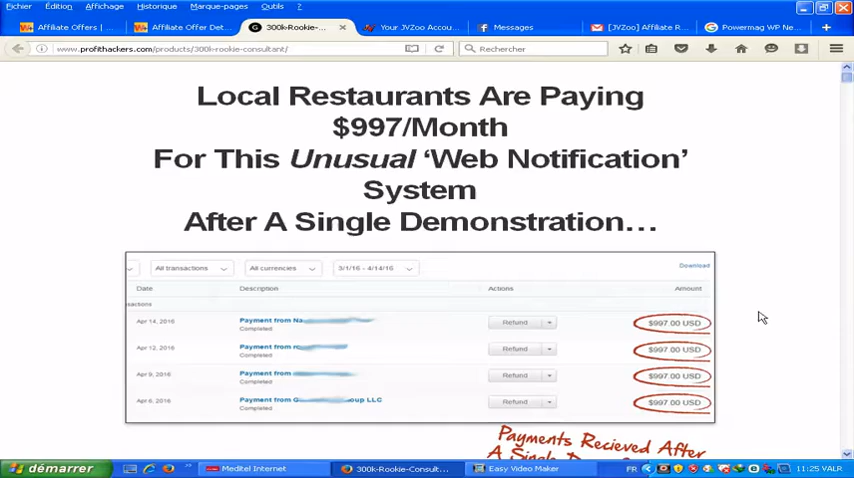 Fichier Édition Affichage Historique Marque-pages Outils ?
Affiliate Offers | ... Affiliate Offer Det... 300k-Rookie-... Your JVZoo Accou... Messages [JVZoo] Affiliate R... Powermag WP Ne...
www.profithackers.com/products/300k-rookie-consultant/ Rechercher
Local Restaurants Are Paying
$997/Month
For This Unusual ‘Web Notification’
System
After A Single Demonstration…
All transactions All currencies 3/1/16 - 4/14/16 Download
Date Description Actions Amount
Apr 14, 2016 Payment from Refund $997.00 USD
Completed
Apr 12, 2016 Payment from Refund $997.00 USD
Completed
Apr 9, 2016 Payment from Refund $997.00 USD
Completed
Apr 6, 2016 Payment from LLC Refund $997.00 USD
Completed
Payments Recieved After
démarrer Meditel Internet 300k-Rookie-Consult... Easy Video Maker FR 11:25 VALR